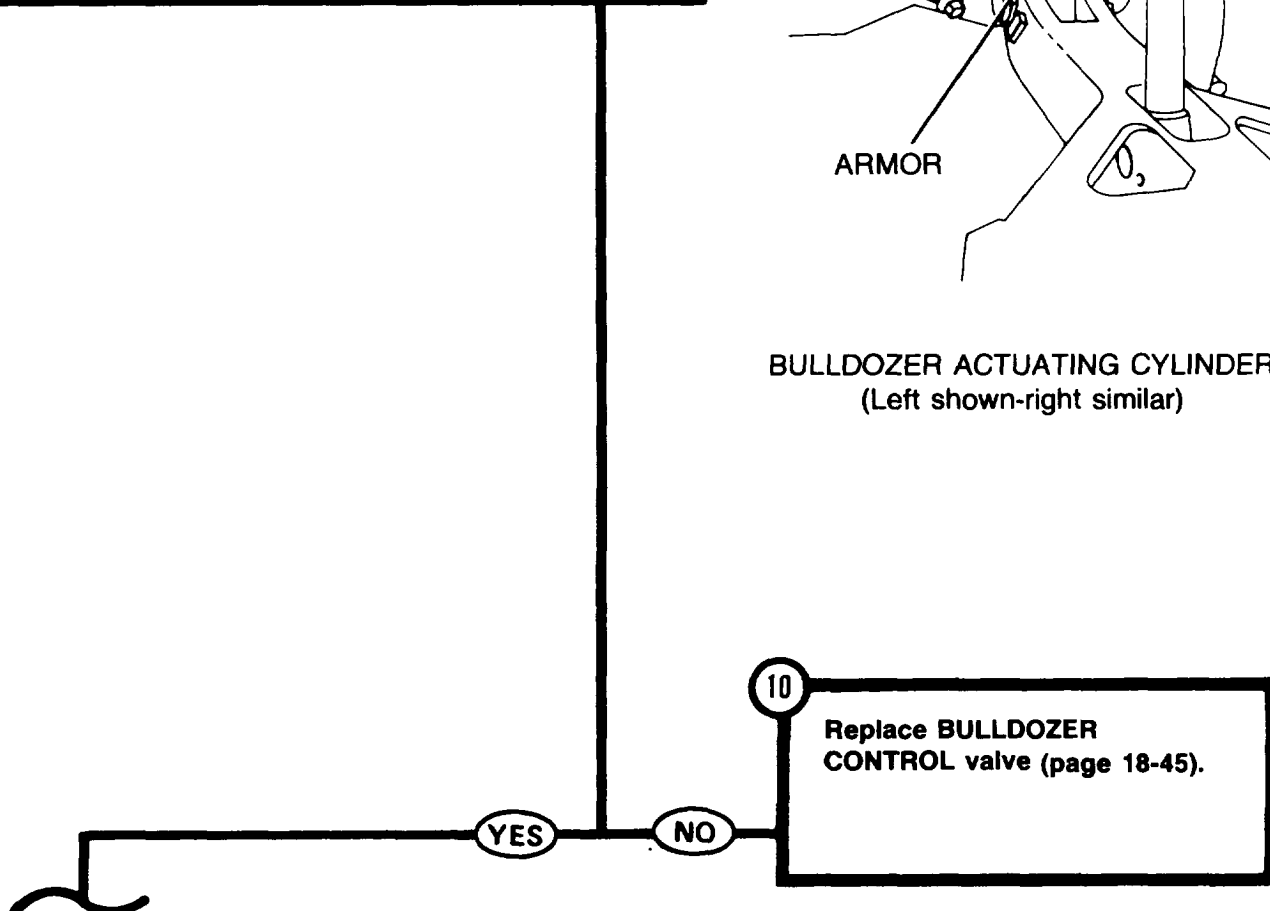 ARMOR
BULLDOZER ACTUATING CYLINDER
(Left shown-right similar)
10
Replace BULLDOZER
CONTROL valve (page 18-45).
YES
NO